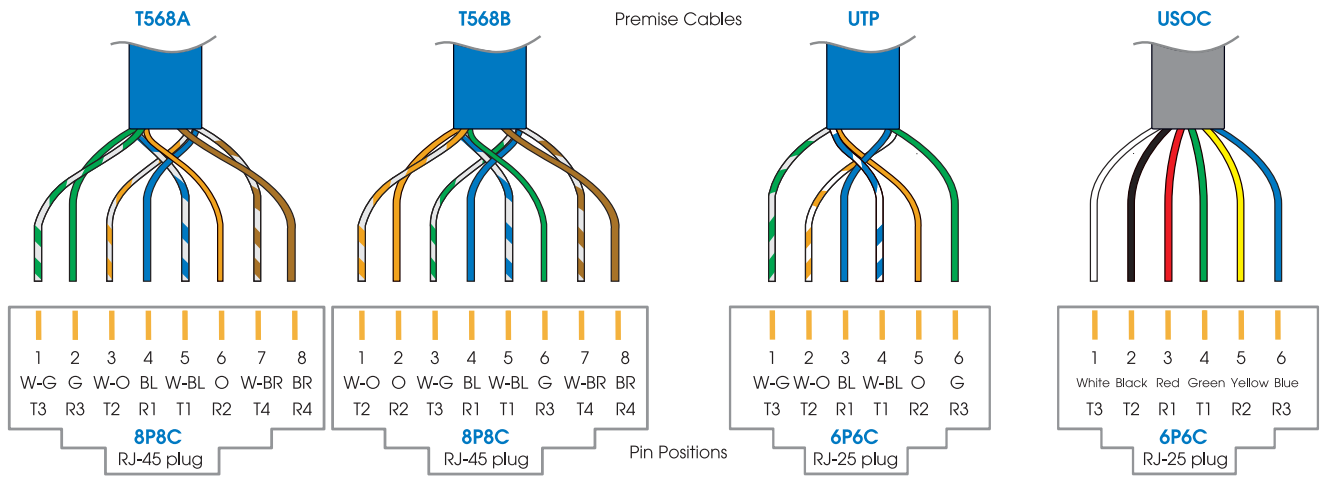 T568A T568B Premise Cables UTP USOC
1 2 3 4 5 6 7 8
W-G G W-O BL W-BL O W-BR BR
T3 R3 T2 R1 T1 R2 T4 R4
8P8C
RJ-45 plug
1 2 3 4 5 6 7 8
W-O O W-G BL W-BL G W-BR BR
T2 R2 T3 R1 T1 R3 T4 R4
8P8C
RJ-45 plug
Pin Positions
1 2 3 4 5 6
W-G W-O BL W-BL O G
T3 T2 R1 T1 R2 R3
6P6C
RJ-25 plug
1 2 3 4 5 6
White Black Red Green Yellow Blue
T3 T2 R1 T1 R2 R3
6P6C
RJ-25 plug